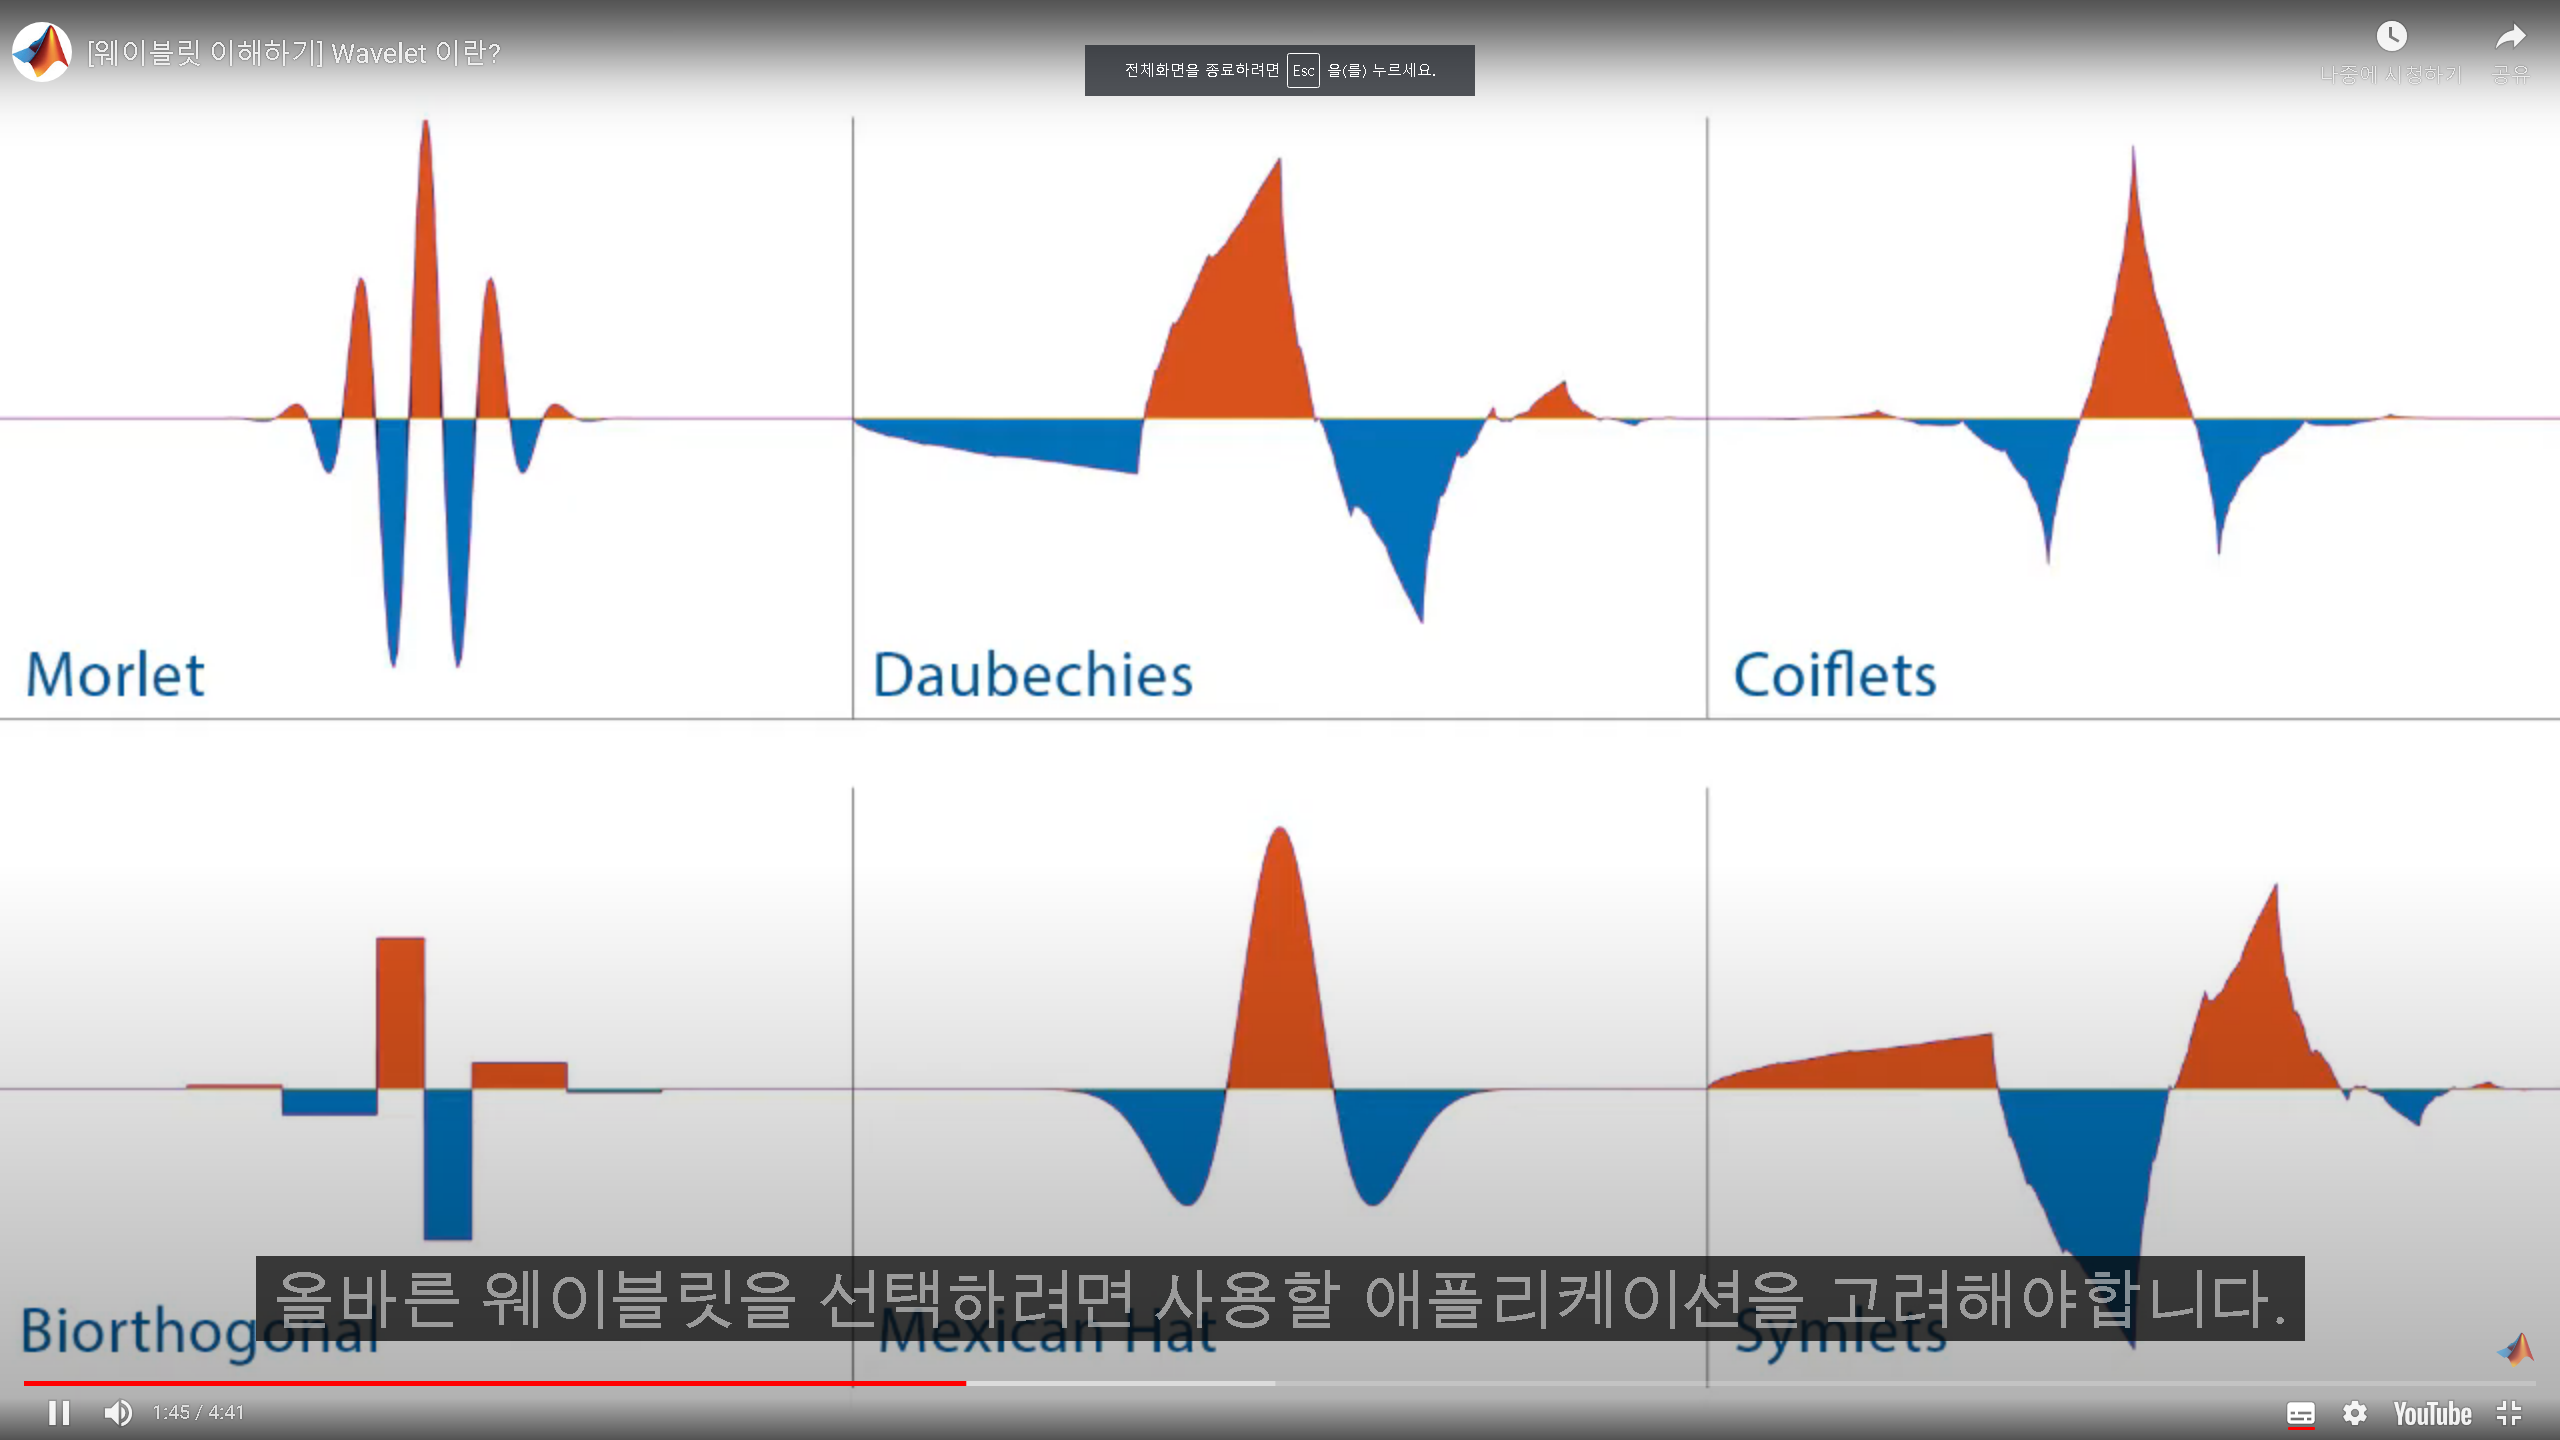 [웨이블릿 이해하기] Wavelet 이란?
전체화면을 종료하려면 Esc 을(를) 누르세요.
나중에 시청하기
공유
Morlet
Daubechies
Coiflets
올바른 웨이블릿을 선택하려면 사용할 애플리케이션을 고려해야합니다.
Biorthogonal
Mexican Hat
Symlets
1:45 / 4:41
YouTube